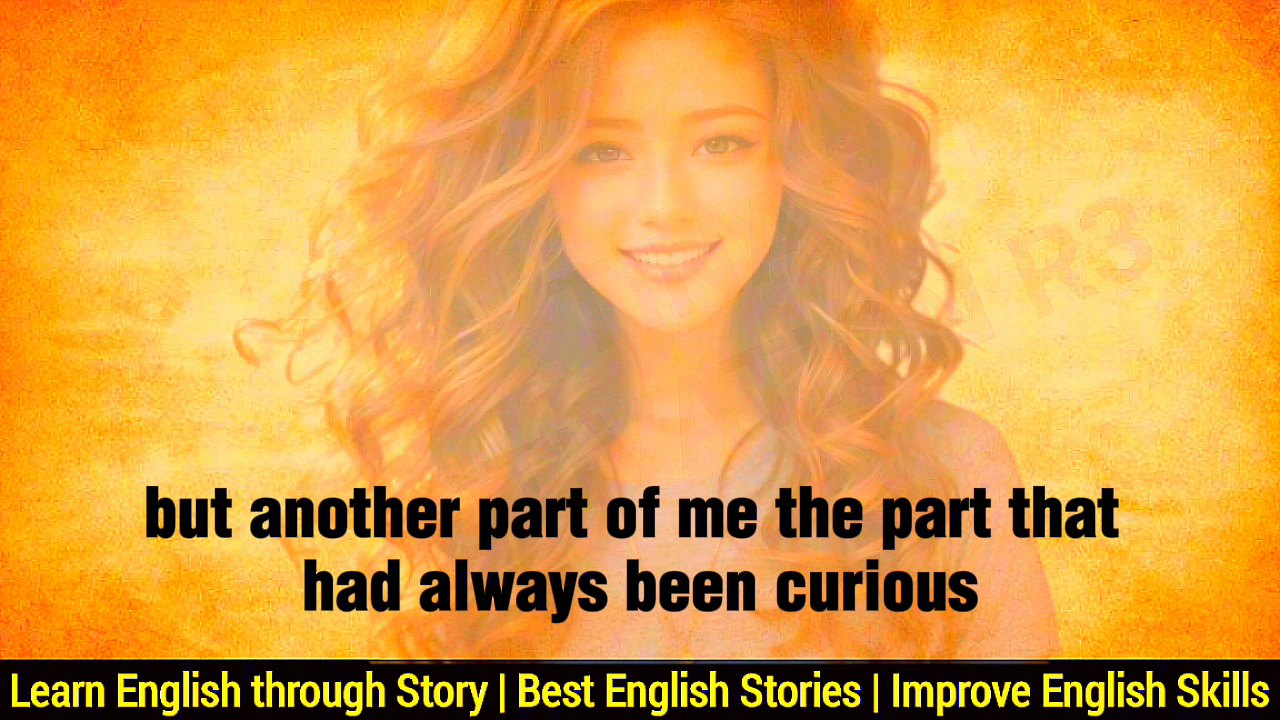 R3
but another part of me the part that
had always been curious
Learn English through Story | Best English Stories | Improve English Skills